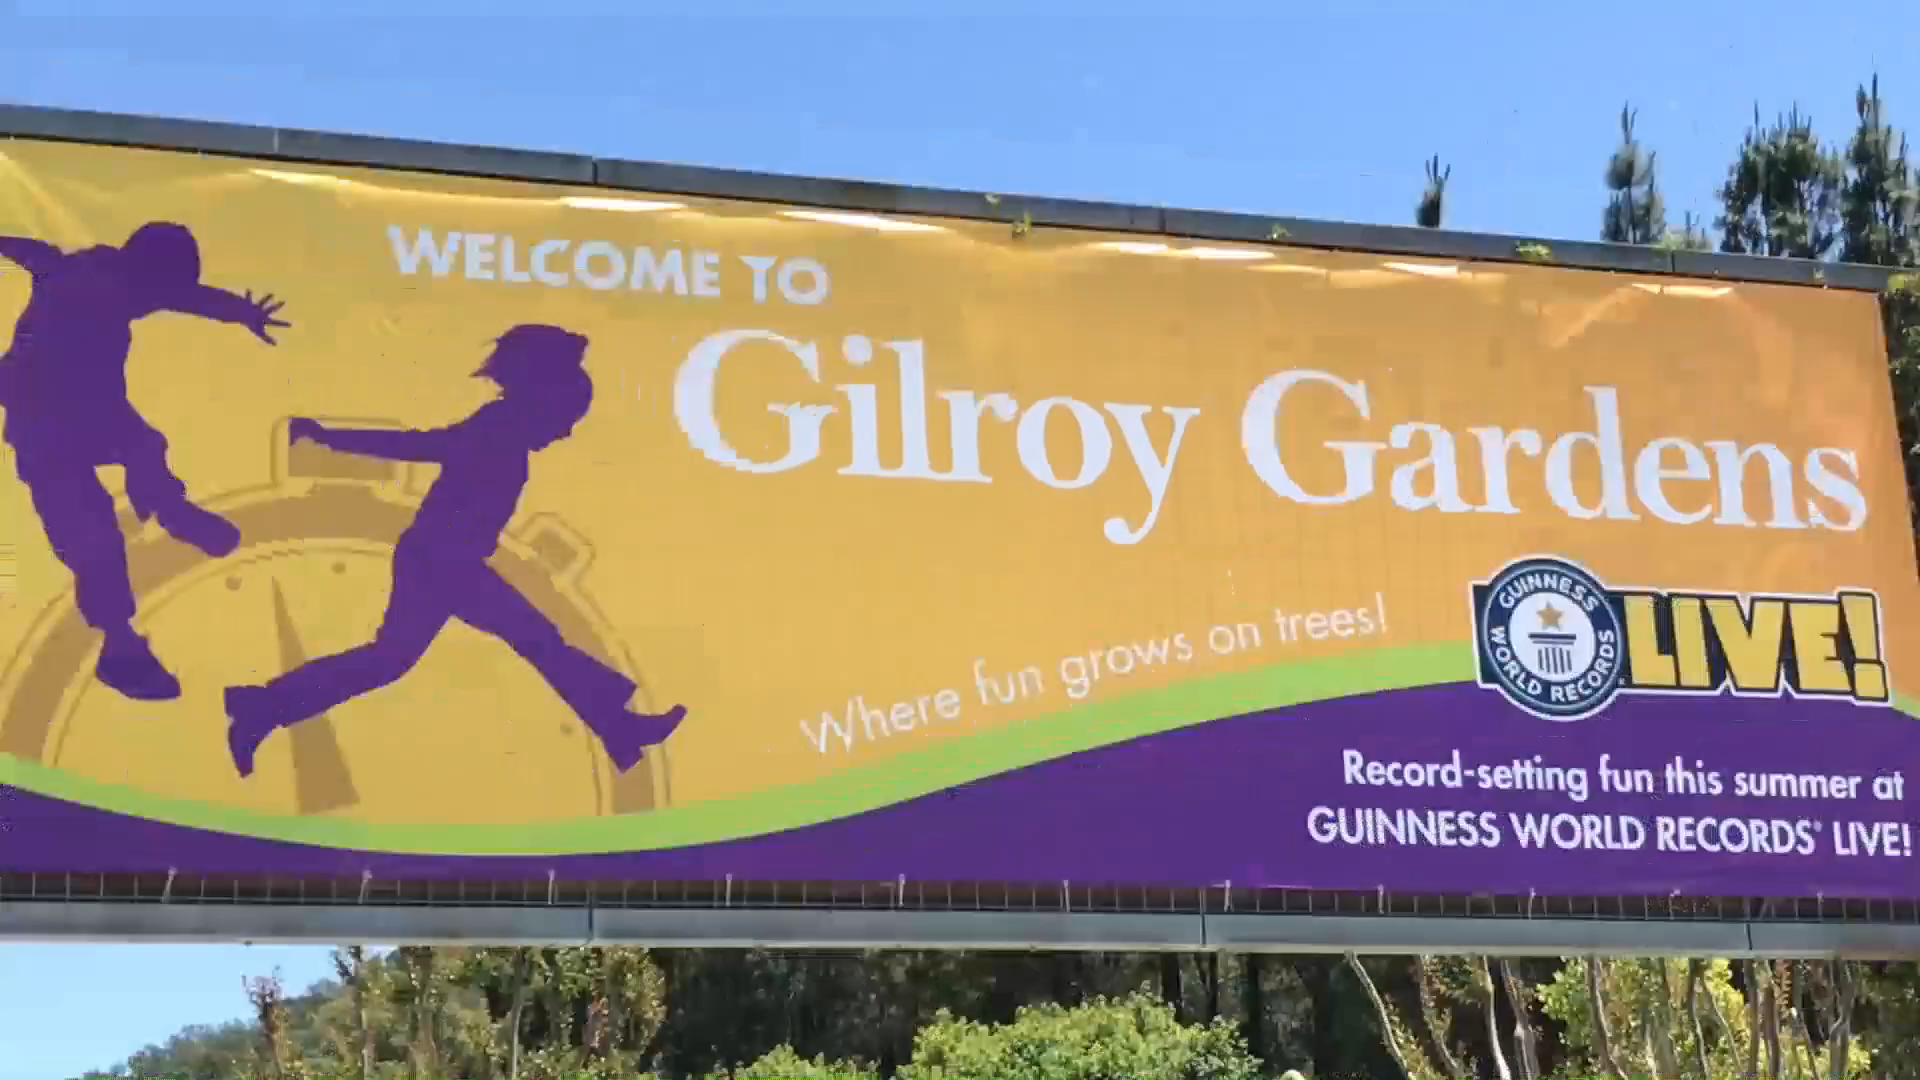 WELCOME TO
Gilroy Gardens
Where fun grows on trees!
GUINNESS WORLD RECORDS
LIVE!
Record-setting fun this summer at
GUINNESS WORLD RECORDS® LIVE!